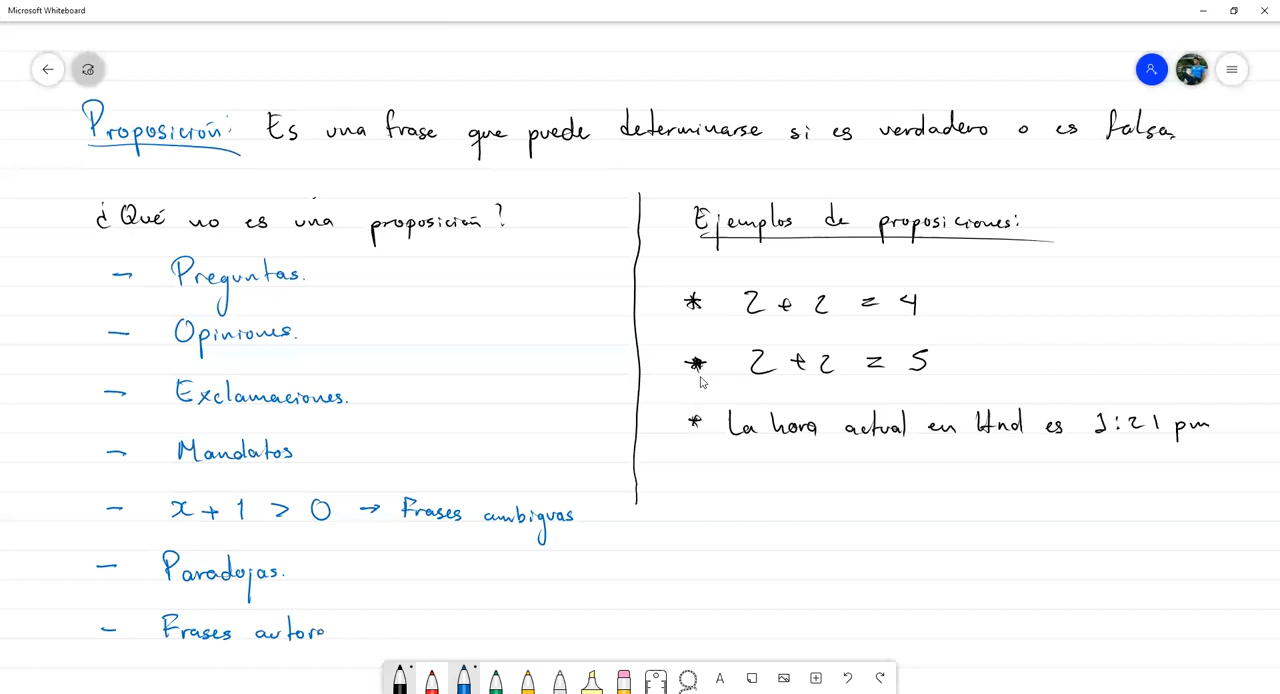 Microsoft Whiteboard
Proposición: Es una frase que puede determinarse si es verdadero o es falsa.
¿Qué no es una proposición?
- Preguntas.
- Opiniones.
- Exclamaciones.
- Mandatos
- x + 1 > 0 → Frases ambiguas
- Paradojas.
- Frases autoro
Ejemplos de proposiciones:
* 2 + 2 = 4
* 2 + 2 = 5
* La hora actual en Hnd es 1:21 pm
A